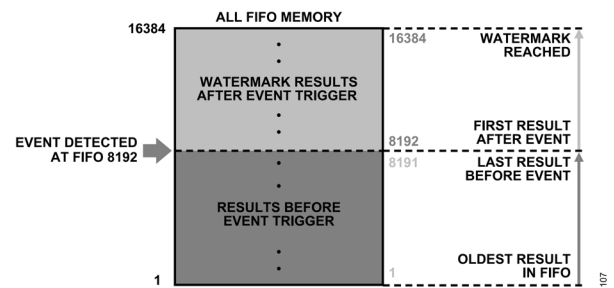 ALL FIFO MEMORY
16384
16384
WATERMARK
REACHED
WATERMARK RESULTS
AFTER EVENT TRIGGER
FIRST RESULT
AFTER EVENT
8192
EVENT DETECTED
AT FIFO 8192
8191
LAST RESULT
BEFORE EVENT
RESULTS BEFORE
EVENT TRIGGER
OLDEST RESULT
IN FIFO
1
1
107